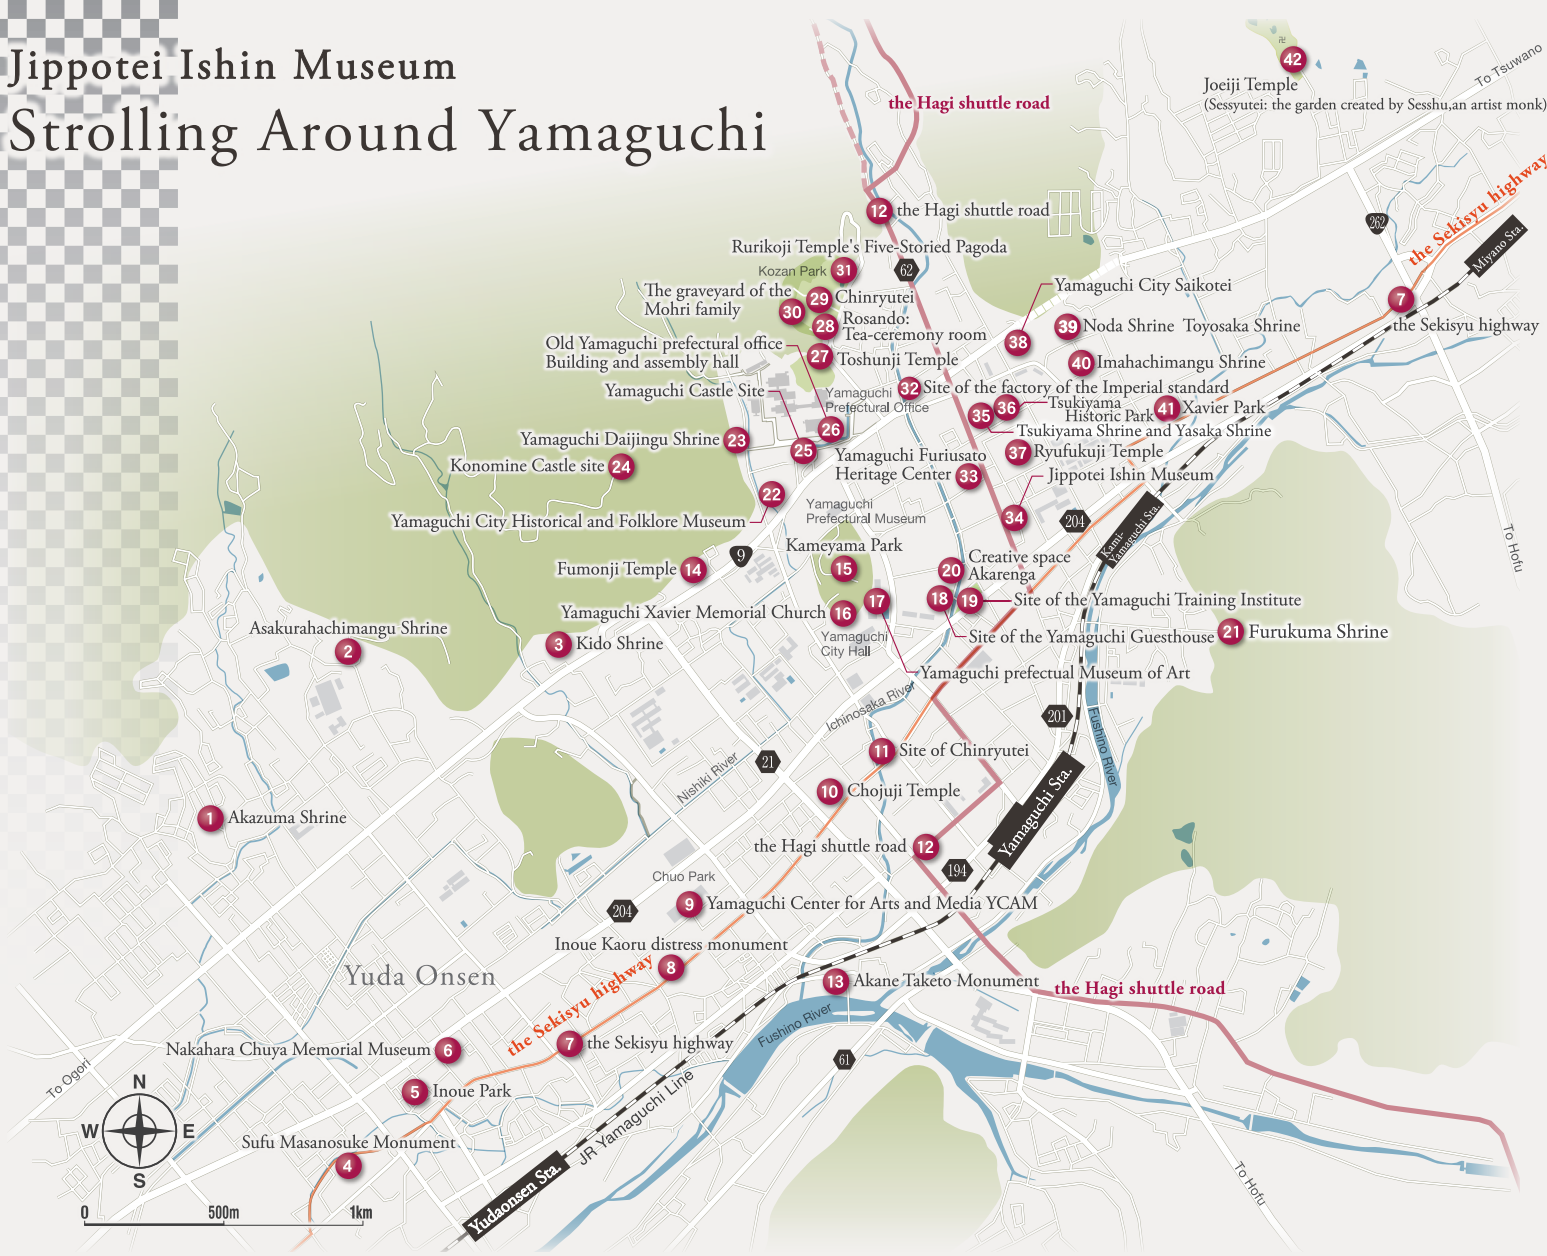 Jippotei Ishin Museum
Strolling Around Yamaguchi
卍
42
Joeiji Temple
(Sessyutei: the garden created by Sesshu,an artist monk)
To Tsuwano
the Hagi shuttle road
12 the Hagi shuttle road
262
the Sekisyu highway
Miyano Sta.
7
the Sekisyu highway
Rurikoji Temple's Five-Storied Pagoda
Kozan Park 31
62
The graveyard of the
Mohri family
30
29 Chinryutei
28 Rosando:
Tea-ceremony room
27 Toshunji Temple
Yamaguchi City Saikotei
38
39 Noda Shrine Toyosaka Shrine
40 Imahachimangu Shrine
Old Yamaguchi prefectural office
Building and assembly hall
Yamaguchi Castle Site
Yamaguchi
Prefectural Office
32 Site of the factory of the Imperial standard
35 36 Tsukiyama
Historic Park
41 Xavier Park
Tsukiyama Shrine and Yasaka Shrine
26
25
Yamaguchi Daijingu Shrine 23
Konomine Castle site 24
37 Ryufukuji Temple
Yamaguchi Furiusato
Heritage Center 33
Jippotei Ishin Museum
34
22
Yamaguchi City Historical and Folklore Museum
Yamaguchi
Prefectural Museum
204
Kami-
Yamaguchi Sta.
To Hofu
9
Kameyama Park
15
Fumonji Temple 14
20 Creative space
Akarenga
Yamaguchi Xavier Memorial Church 16
17
18 19 Site of the Yamaguchi Training Institute
Yamaguchi
City Hall
Site of the Yamaguchi Guesthouse
21 Furukuma Shrine
Asakurahachimangu Shrine
2
3 Kido Shrine
Yamaguchi prefectual Museum of Art
Ichinosaka River
201
Fushino River
11 Site of Chinryutei
21
Nishiki River
10 Chojuji Temple
Yamaguchi Sta.
1 Akazuma Shrine
the Hagi shuttle road 12
194
Chuo Park
204
9 Yamaguchi Center for Arts and Media YCAM
Inoue Kaoru distress monument
8
Yuda Onsen
the Sekisyu highway
13 Akane Taketo Monument
the Hagi shuttle road
Fushino River
7 the Sekisyu highway
61
Nakahara Chuya Memorial Museum 6
To Ogori
5 Inoue Park
JR Yamaguchi Line
Sufu Masanosuke Monument
4
Yudaonsen Sta.
To Hofu
N
W E
S
0 500m 1km